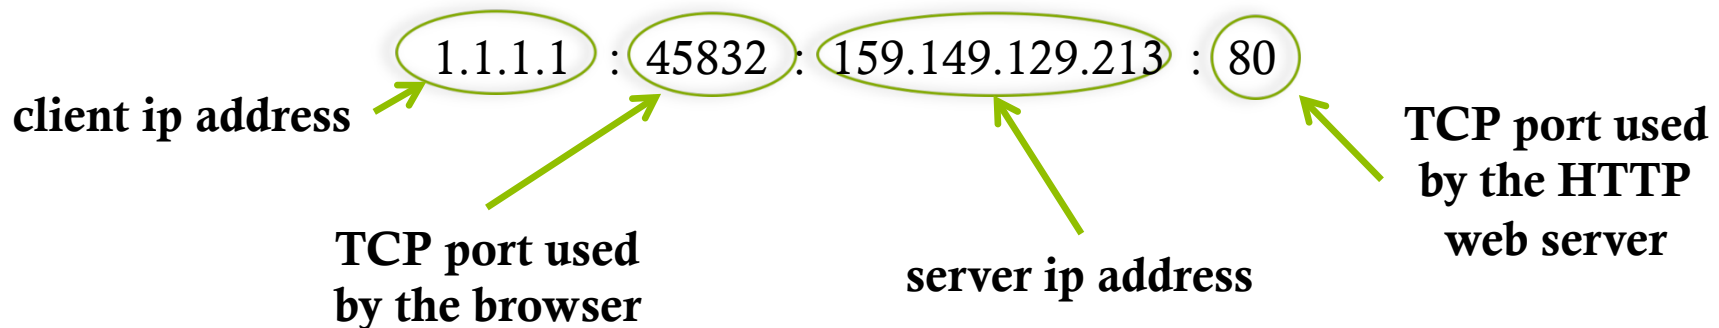 1.1.1.1 : 45832 : 159.149.129.213 : 80
client ip address
TCP port used
by the browser
server ip address
TCP port used
by the HTTP
web server